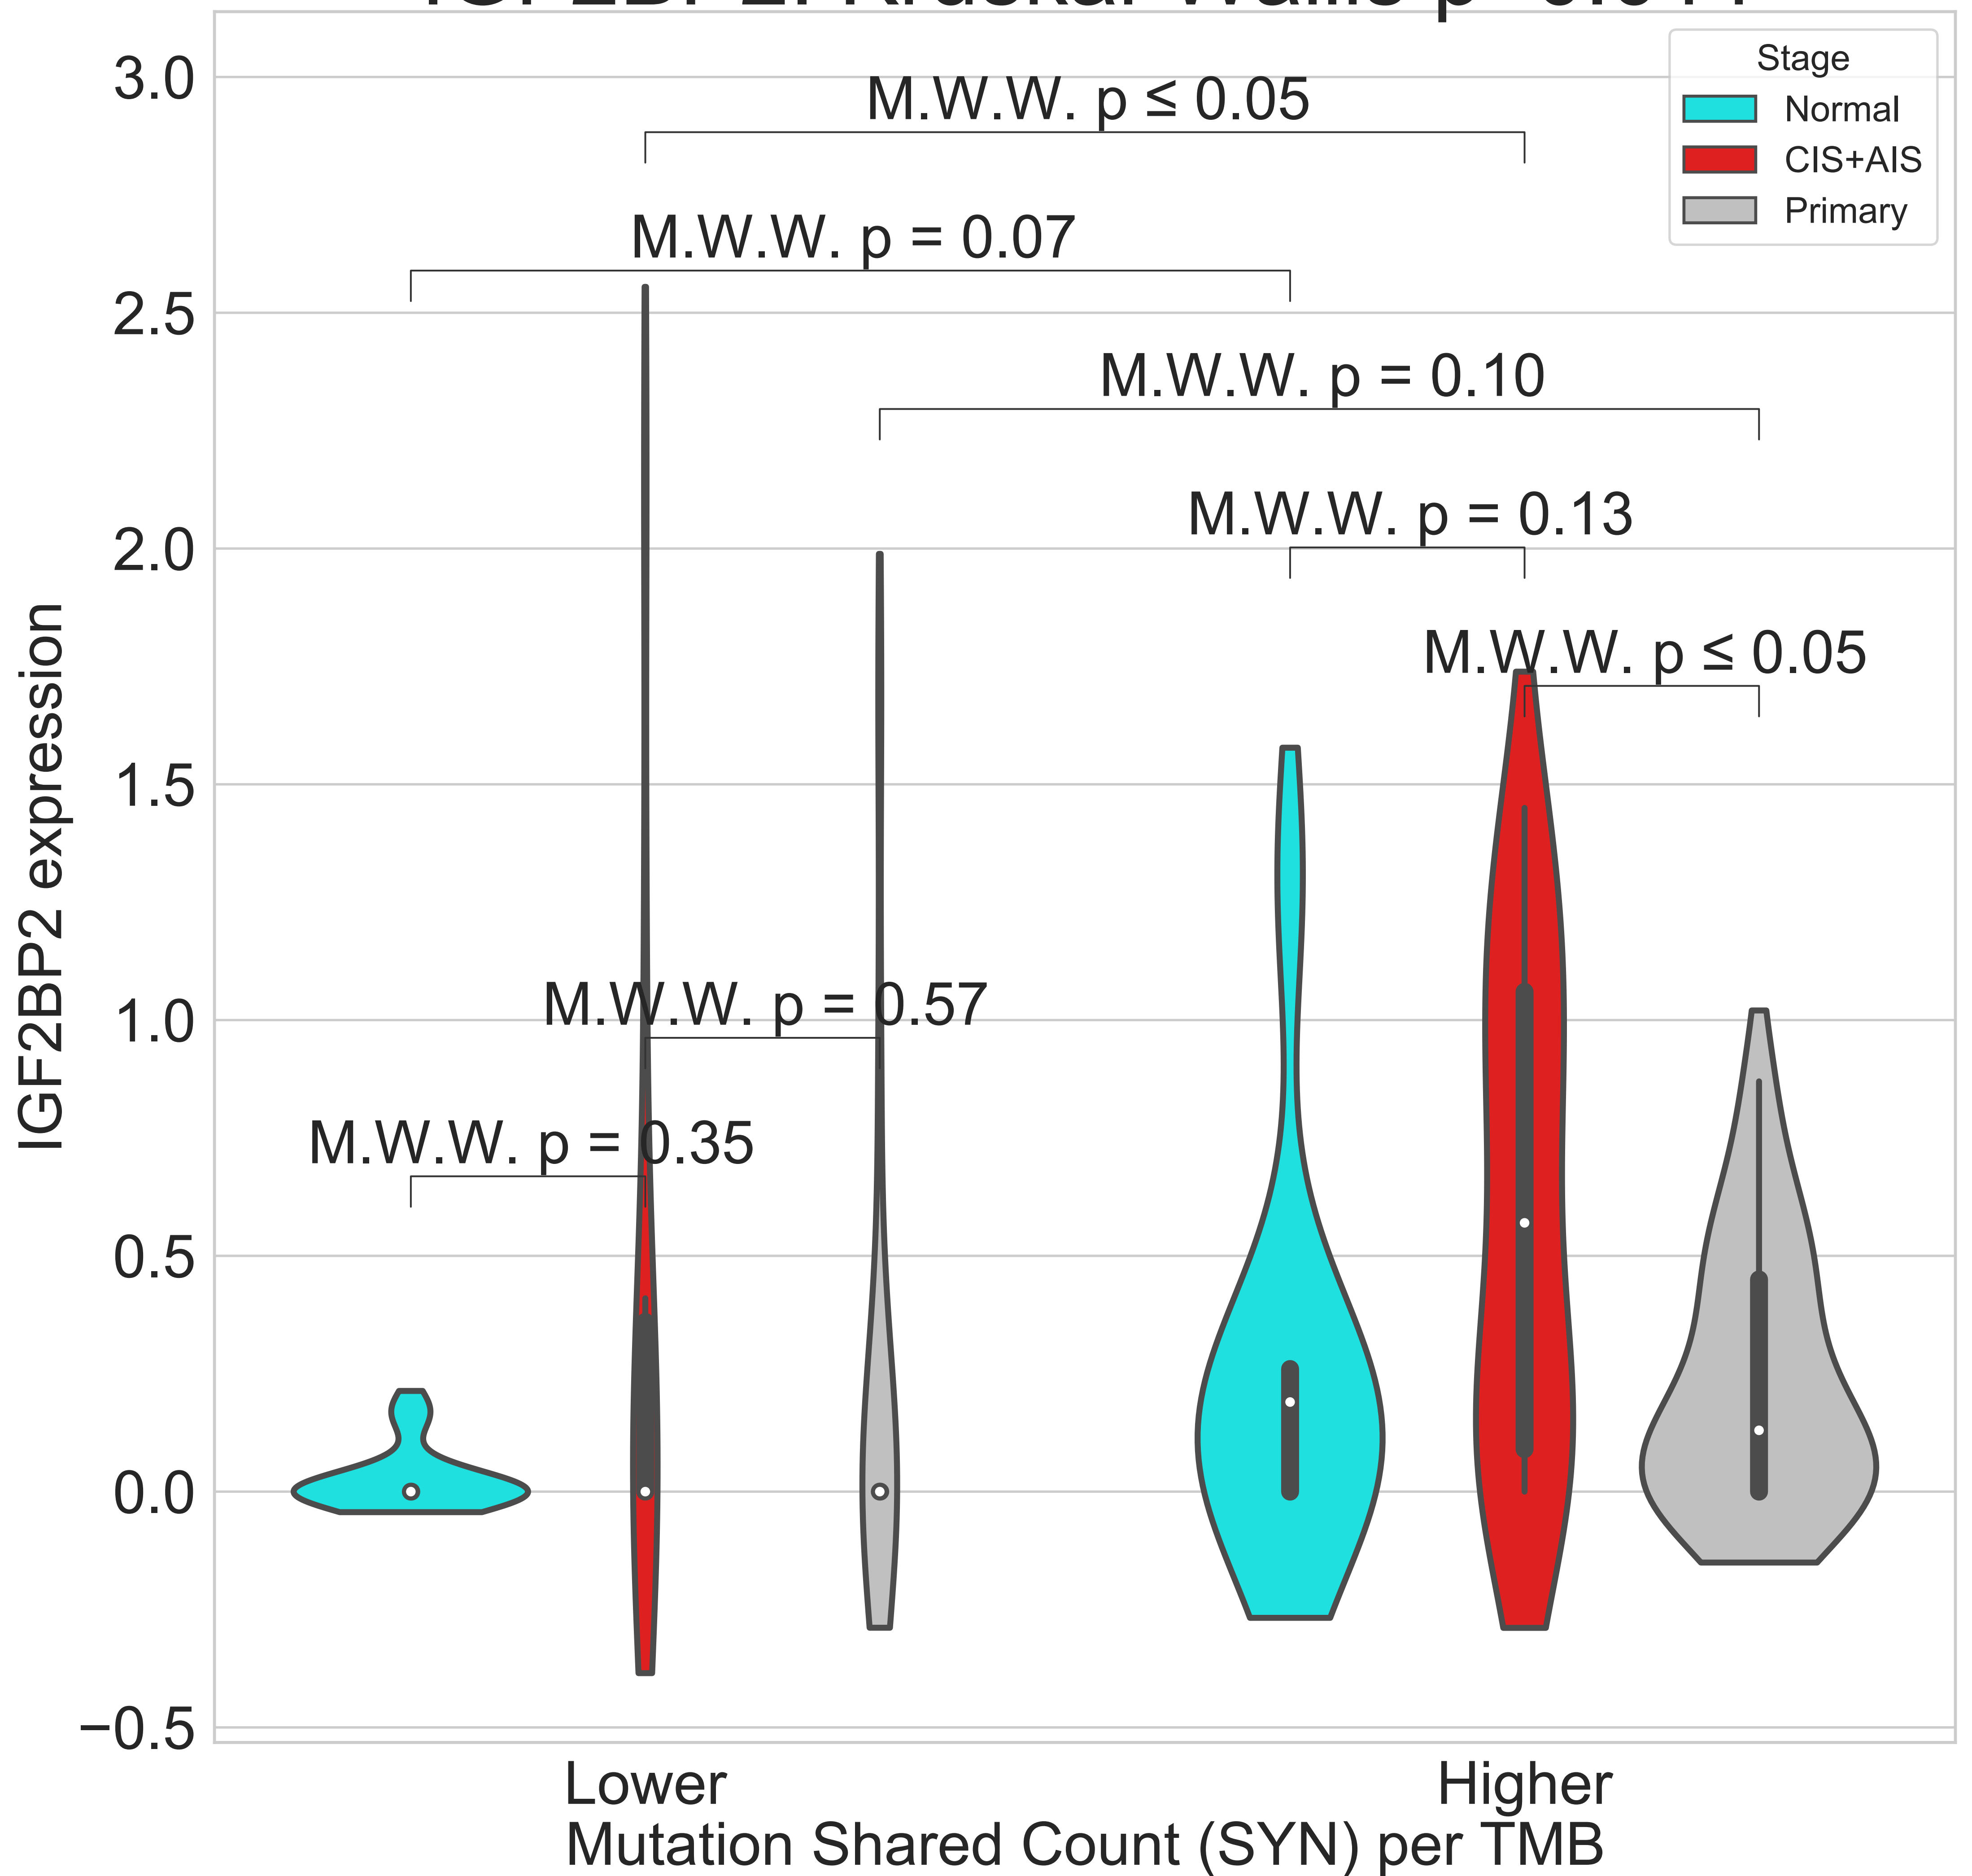 3.0
2.5
2.0
1.5
1.0
0.5
0.0
−0.5
IGF2BP2 expression
M.W.W. p ≤ 0.05
M.W.W. p = 0.07
M.W.W. p = 0.10
M.W.W. p = 0.13
M.W.W. p ≤ 0.05
M.W.W. p = 0.57
M.W.W. p = 0.35
Stage
Normal
CIS+AIS
Primary
Lower
Higher
Mutation Shared Count (SYN) per TMB